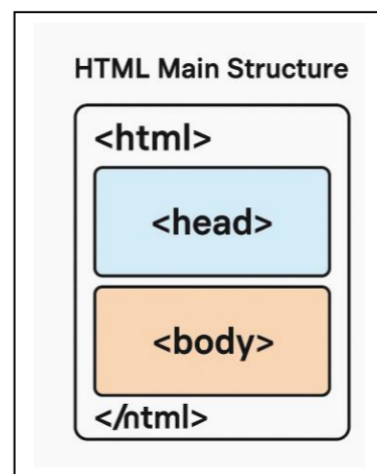 HTML Main Structure
<html>
<head>
<body>
</ntml>